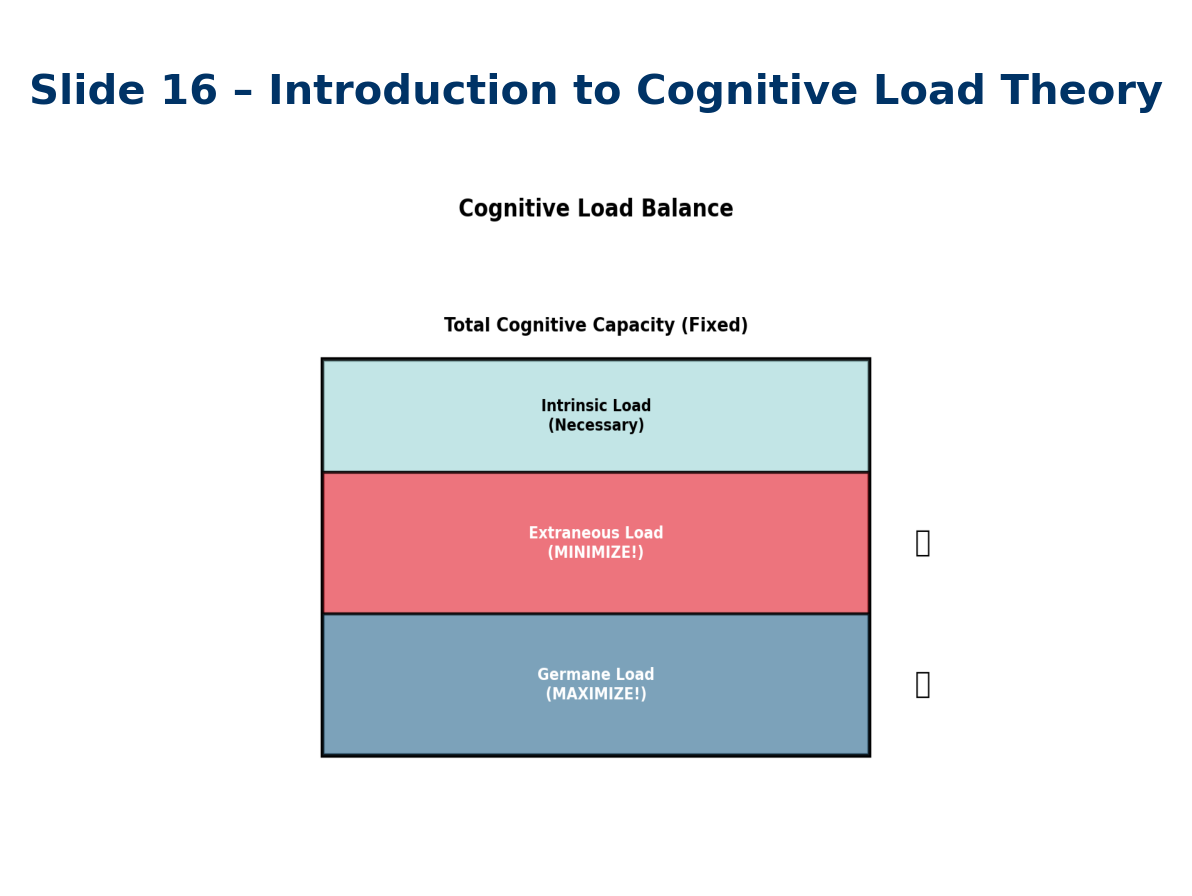 Slide 16 – Introduction to Cognitive Load Theory
Cognitive Load Balance
Total Cognitive Capacity (Fixed)
Intrinsic Load
(Necessary)
Extraneous Load
(MINIMIZE!)
Germane Load
(MAXIMIZE!)